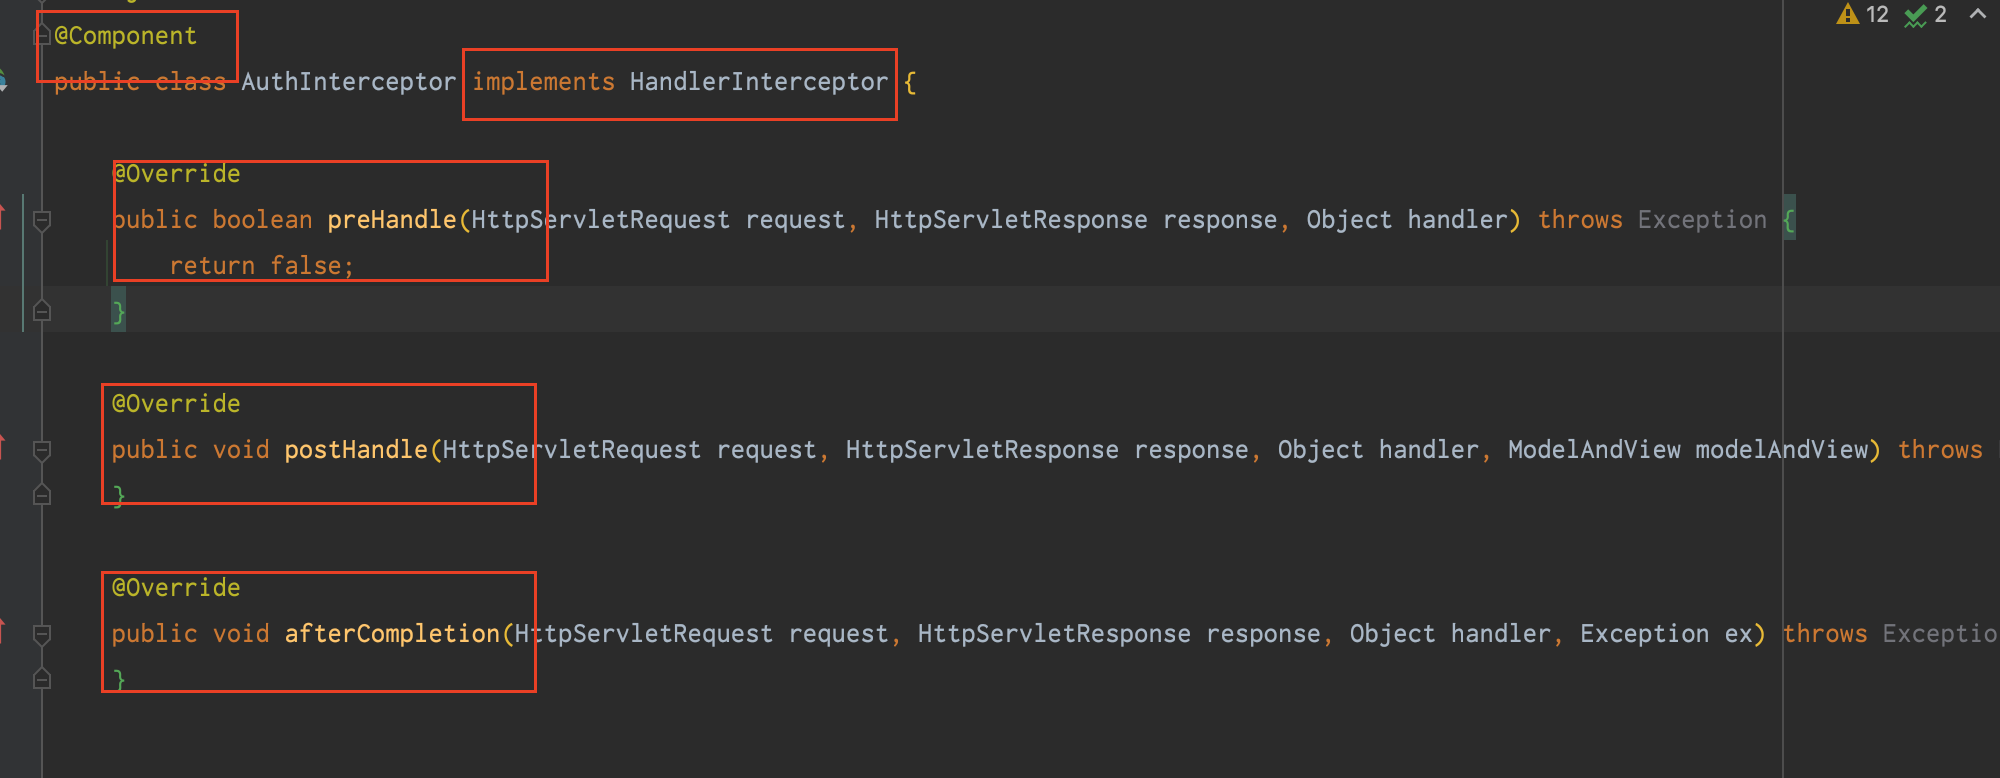 12 2
@Component
public class AuthInterceptor implements HandlerInterceptor {
@Override
public boolean preHandle(HttpServletRequest request, HttpServletResponse response, Object handler) throws Exception {
return false;
}
@Override
public void postHandle(HttpServletRequest request, HttpServletResponse response, Object handler, ModelAndView modelAndView) throws
}
@Override
public void afterCompletion(HttpServletRequest request, HttpServletResponse response, Object handler, Exception ex) throws Exceptio
}